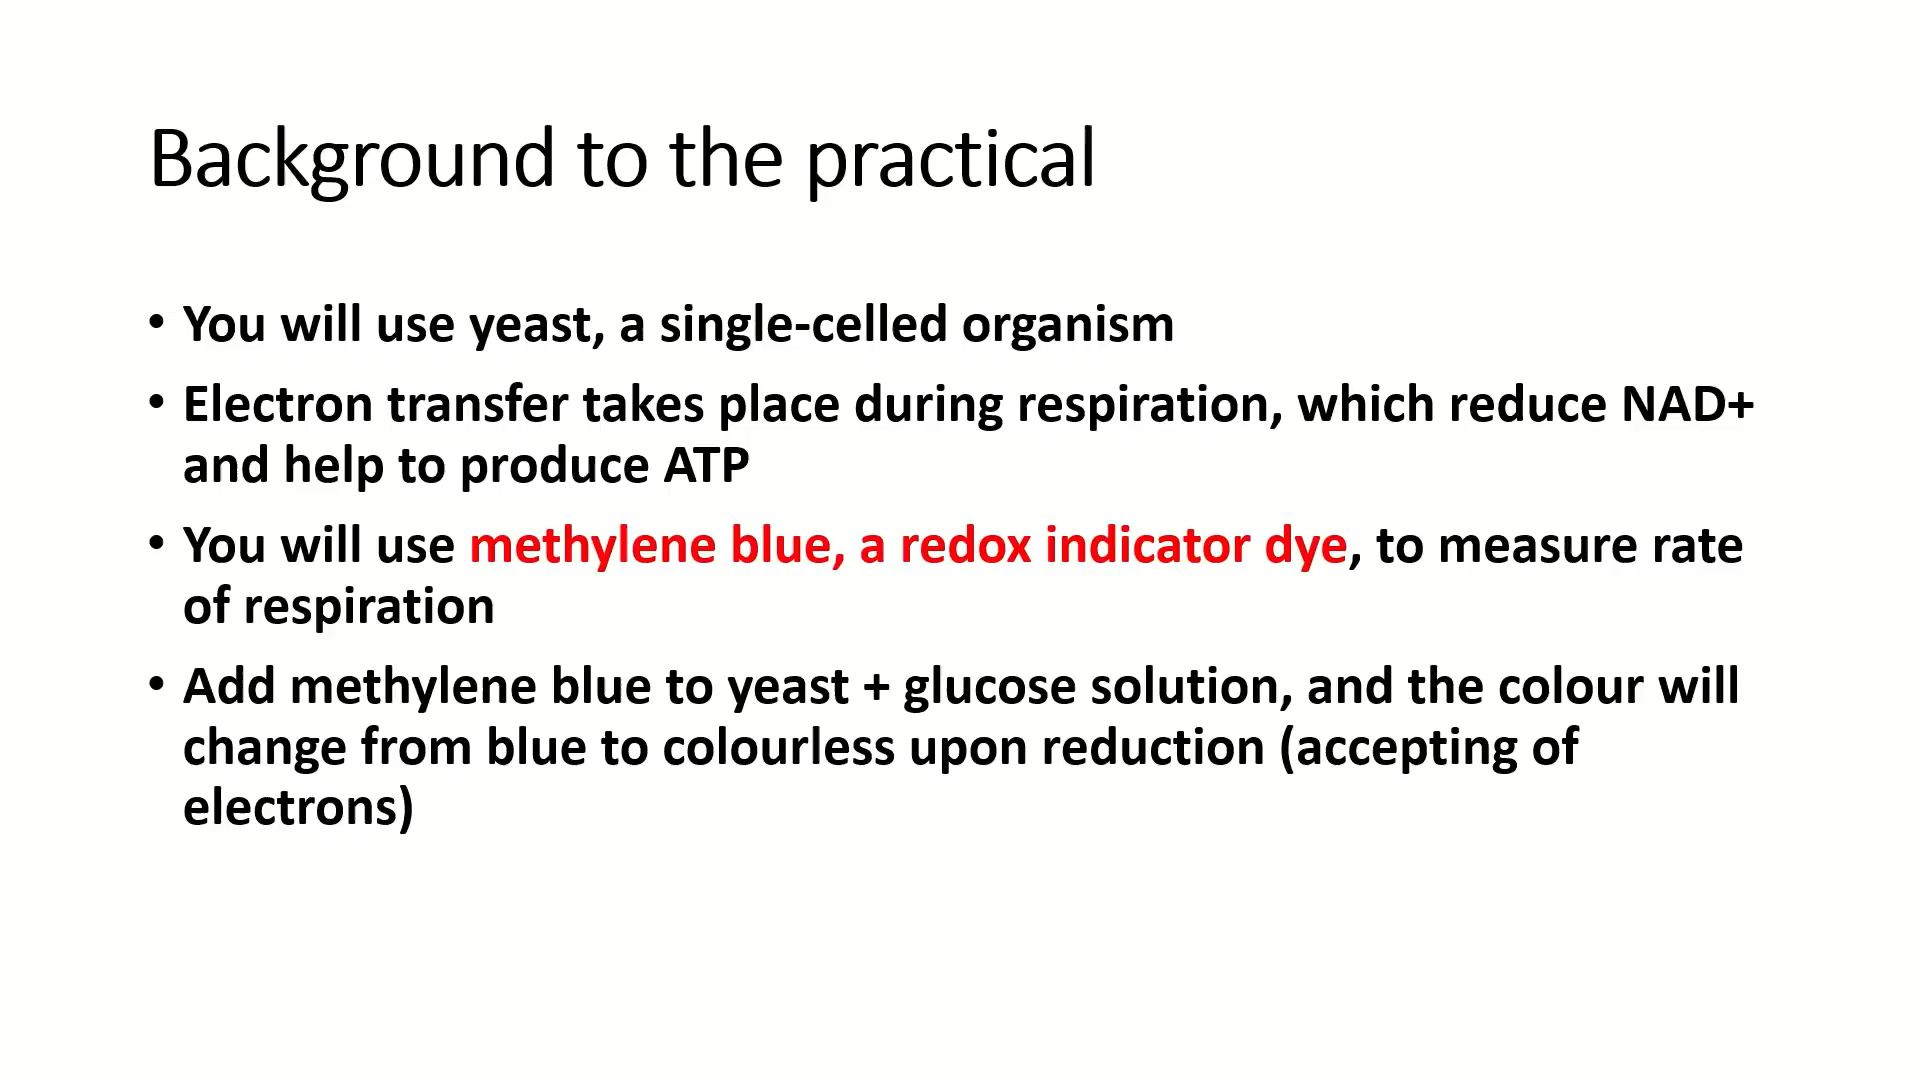 Background to the practical
• You will use yeast, a single-celled organism
• Electron transfer takes place during respiration, which reduce NAD+
and help to produce ATP
• You will use methylene blue, a redox indicator dye, to measure rate
of respiration
• Add methylene blue to yeast + glucose solution, and the colour will
change from blue to colourless upon reduction (accepting of
electrons)